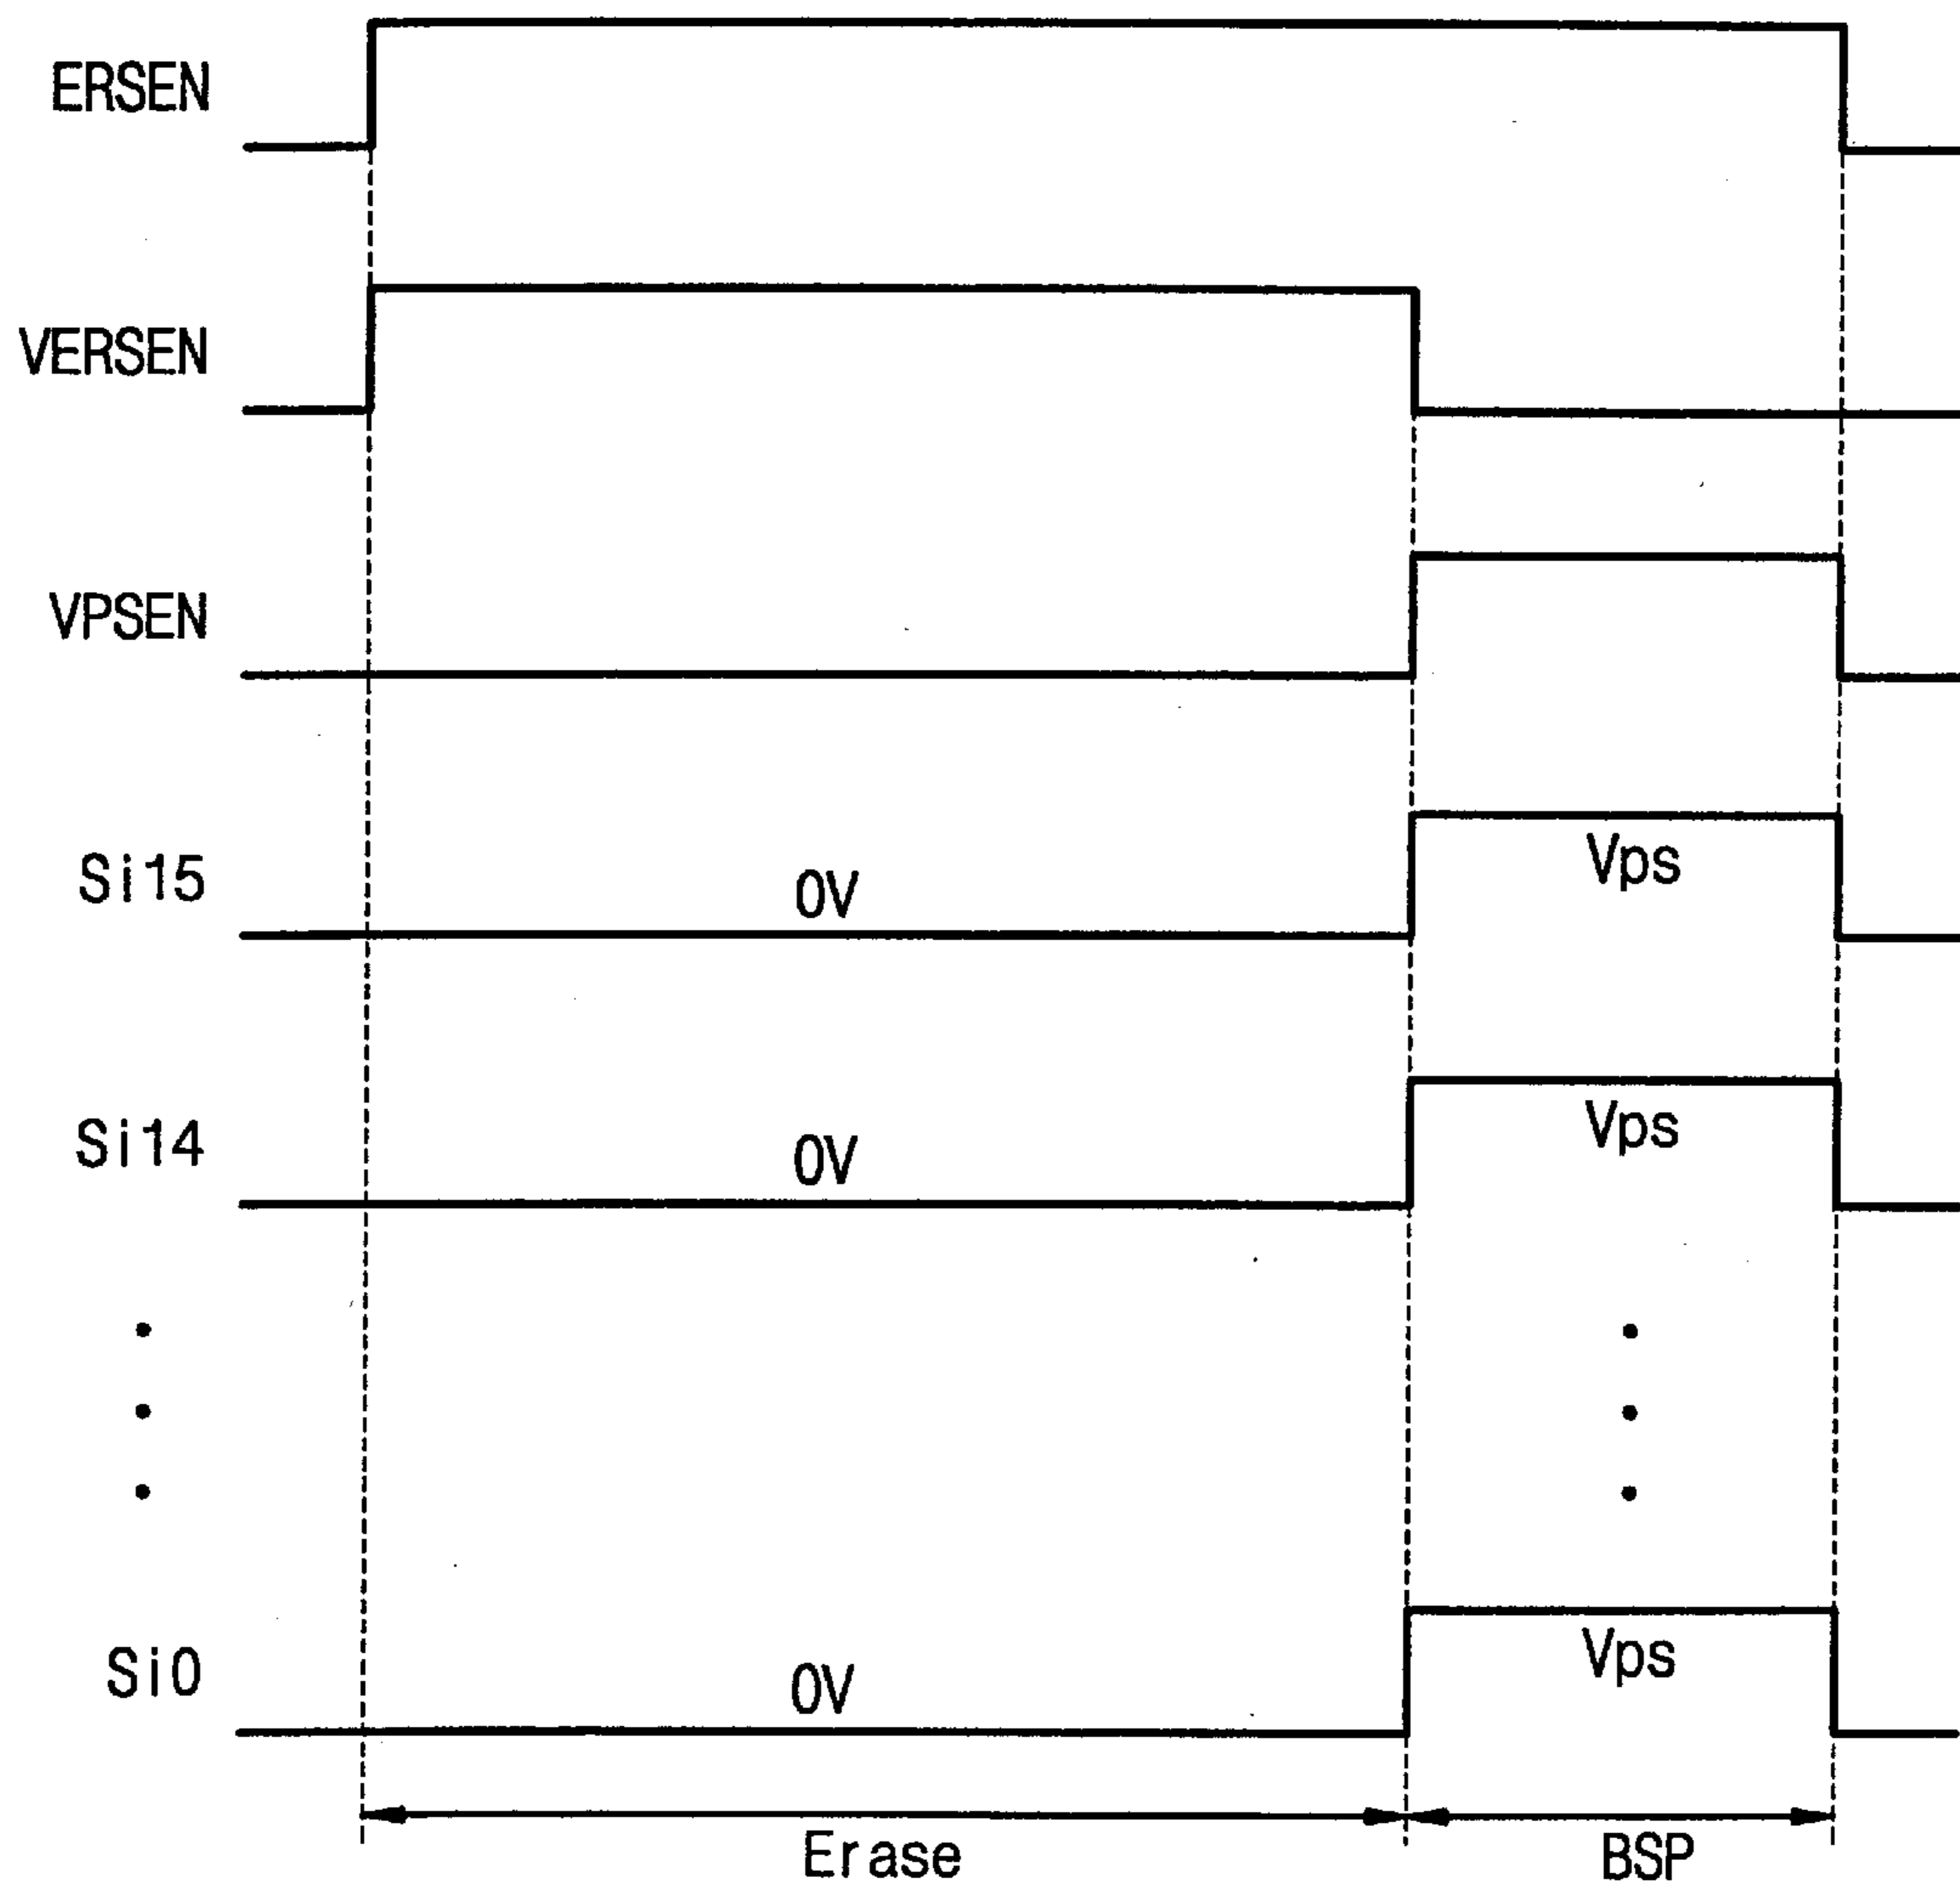 ERSEN
VERSEN
VPSEN
Si15 0V Vps
Si14 0V Vps
Si0 0V Vps
Erase BSP